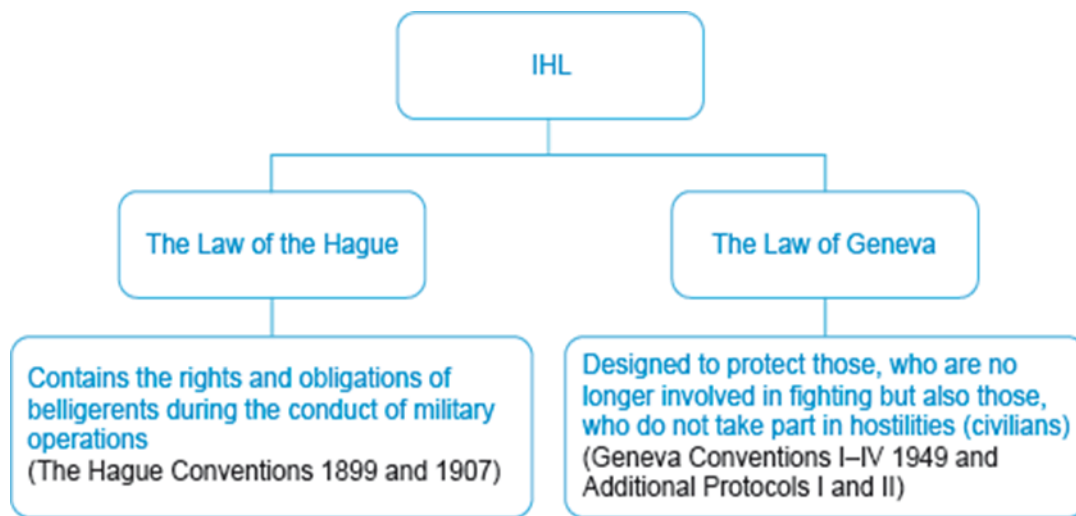 IHL
The Law of the Hague
The Law of Geneva
Contains the rights and obligations of
belligerents during the conduct of military
operations
(The Hague Conventions 1899 and 1907)
Designed to protect those, who are no
longer involved in fighting but also those,
who do not take part in hostilities (civilians)
(Geneva Conventions I–IV 1949 and
Additional Protocols I and II)